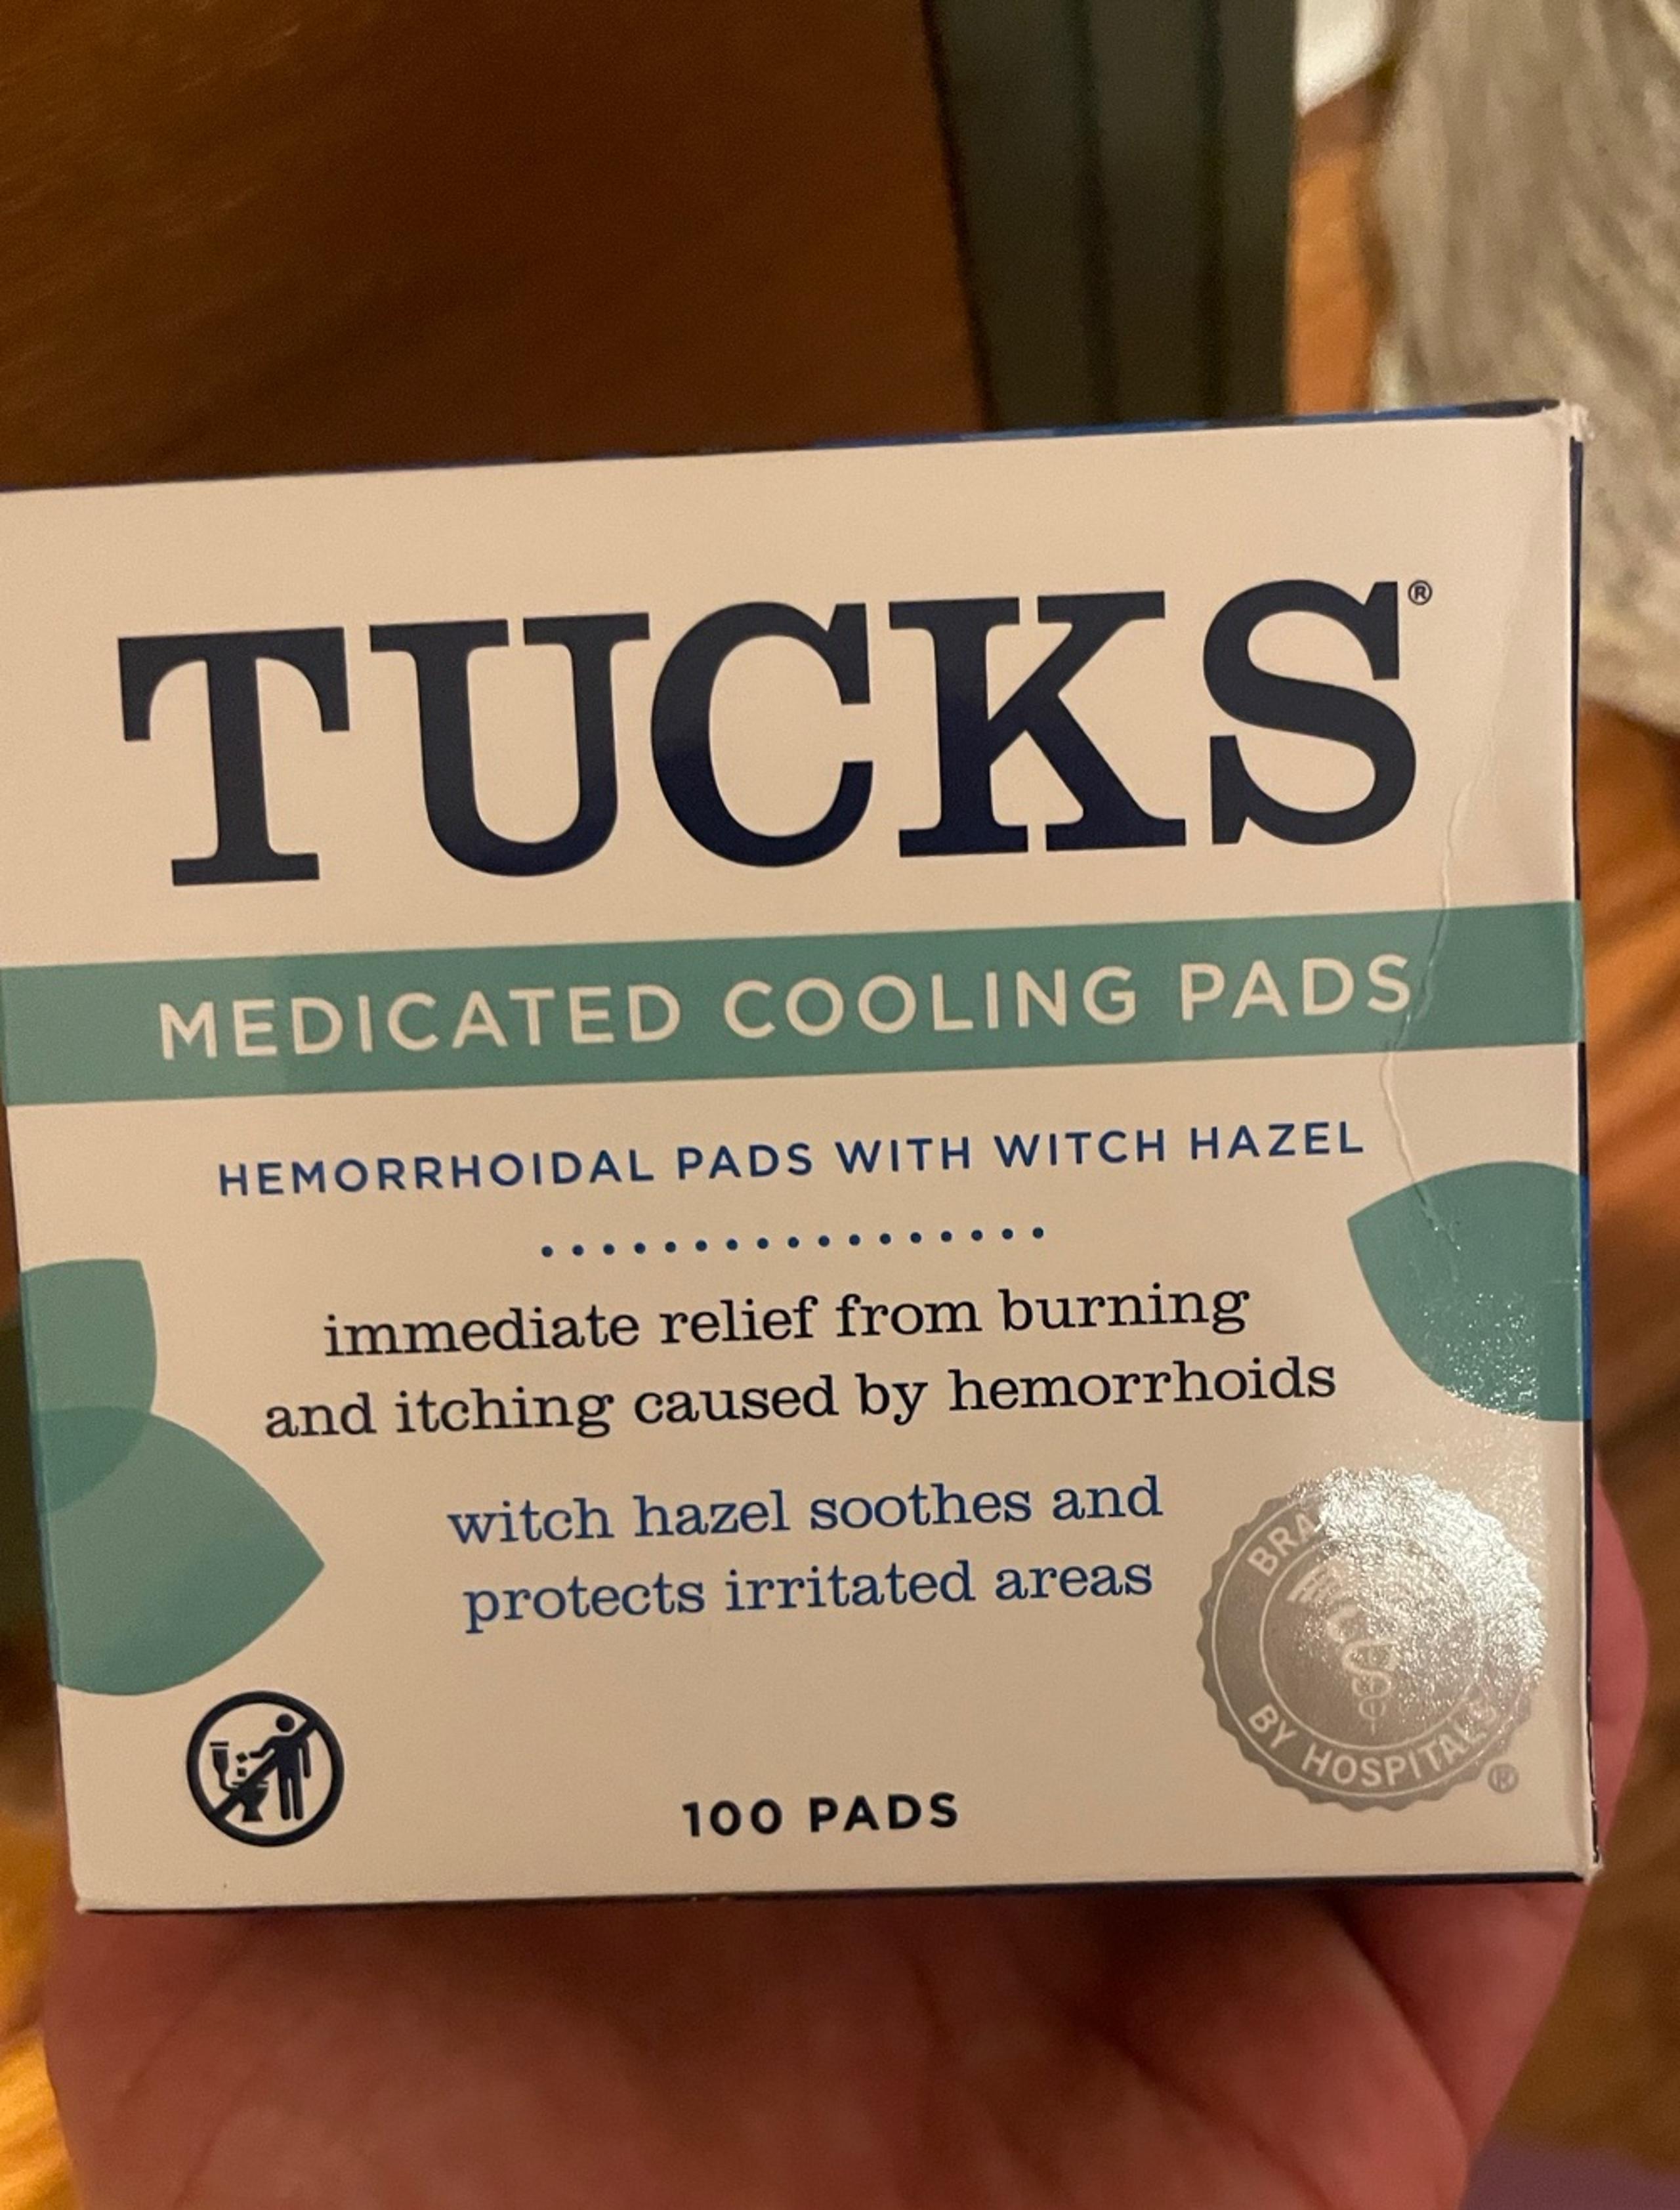 TUCKS®
MEDICATED COOLING PADS
HEMORRHOIDAL PADS WITH WITCH HAZEL
immediate relief from burning
and itching caused by hemorrhoids
witch hazel soothes and
protects irritated areas
BY HOSPITALS
®
100 PADS